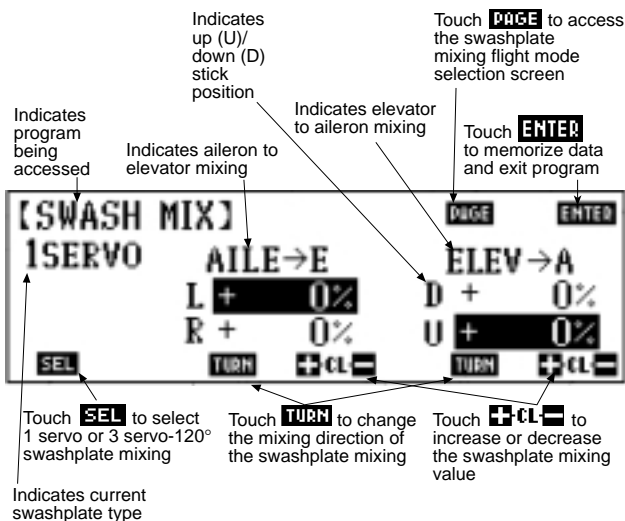 Indicates
up (U)/
down (D)
stick
position
Touch PAGE to access
the swashplate
mixing flight mode
selection screen
Indicates
program
being
accessed
Indicates aileron to
elevator mixing
Indicates elevator
to aileron mixing
Touch ENTER
to memorize data
and exit program
[SWASH MIX] PAGE ENTER
1SERVO AILE→E ELEV→A
L + 0% D + 0%
R + 0% U + 0%
SEL TURN +CL- TURN +CL-
Touch SEL to select
1 servo or 3 servo-120°
swashplate mixing
Touch TURN to change
the mixing direction of
the swashplate mixing
Touch +CL- to
increase or decrease
the swashplate mixing
value
Indicates current
swashplate type